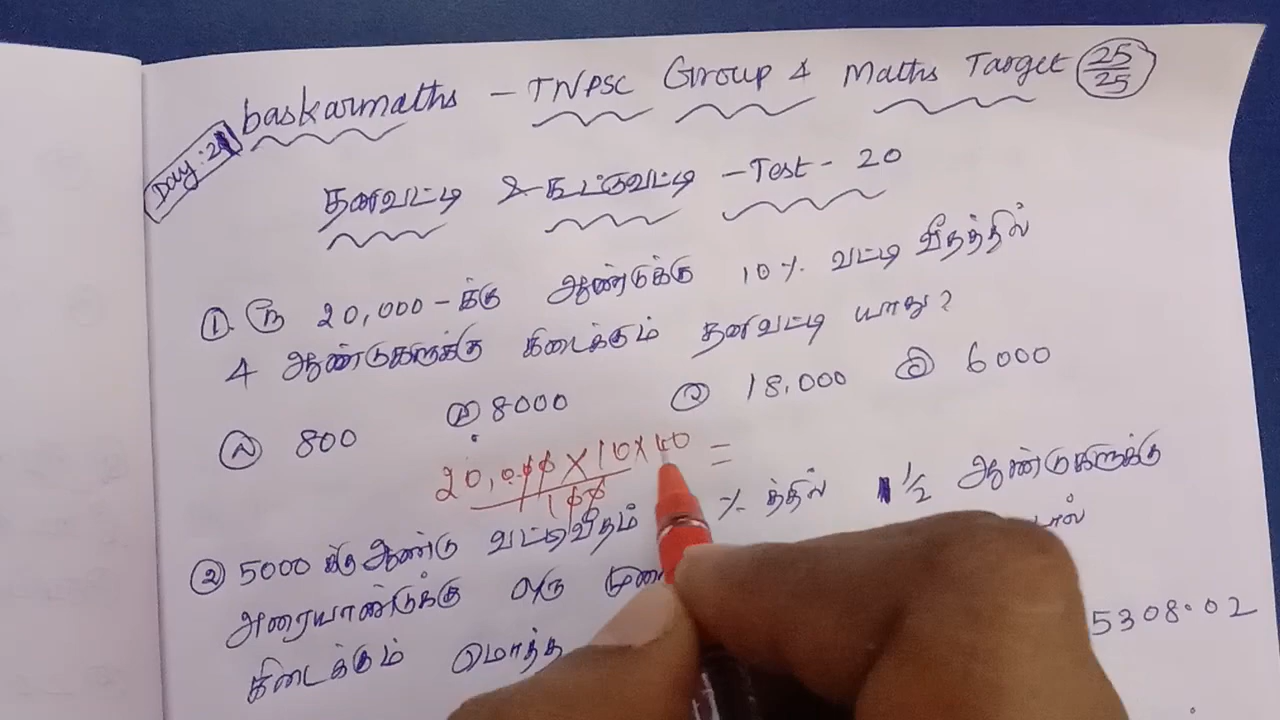 baskarmaths - TNPSC Group 4 Maths Target 25/25
Day:21
தனிவட்டி & கூட்டுவட்டி - Test - 20
①. ரூ 20,000-க்கு ஆண்டுக்கு 10% வட்டி வீதத்தில்
4 ஆண்டுகளுக்கு கிடைக்கும் தனிவட்டி யாது?
Ⓐ 800 Ⓑ 8000 Ⓒ 18,000 Ⓓ 6000
20,000 × 10 × 40 =
100
② 5000 க்கு ஆண்டு வட்டிவீதம் % த்தில் 1 1/2 ஆண்டுகளுக்கு
அரையாண்டுக்கு ஒரு
கிடைக்கும் மொத்த 5308.02